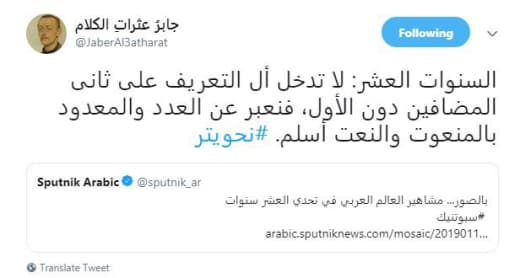 جابرَ عثراتِ الكلام
@JaberAl3atharat
Following
السنوات العشر: لا تدخل أل التعريف على ثانى
المضافين دون الأول، فنعبر عن العدد والمعدود
بالمنعوت والنعت أسلم. #نحويتر
Sputnik Arabic @sputnik_ar
بالصور... مشاهير العالم العربي في تحدي العشر سنوات
#سبوتنيك
arabic.sputniknews.com/mosaic/2019011...
Translate Tweet